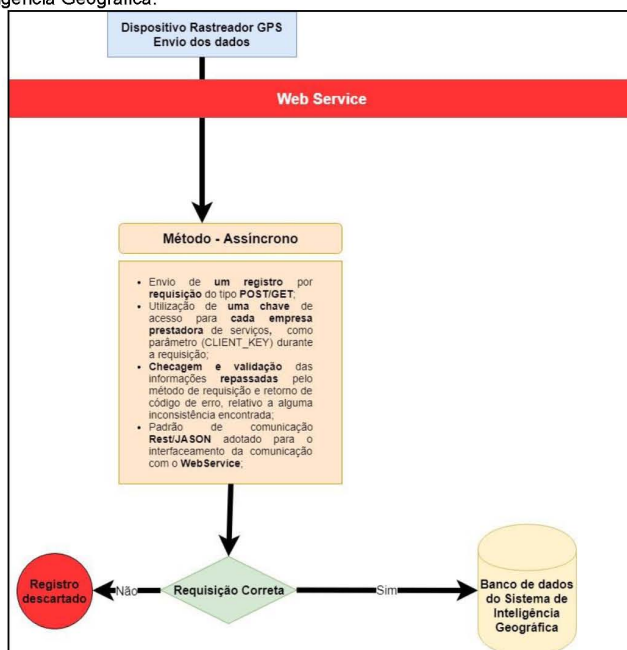 gência Geográfica.
Dispositivo Rastreador GPS
Envio dos dados
Web Service
Método - Assíncrono
• Envio de um registro por
requisição do tipo POST/GET;
• Utilização de uma chave de
acesso para cada empresa
prestadora de serviços, como
parâmetro (CLIENT_KEY) durante
a requisição;
• Checagem e validação das
informações repassadas pelo
método de requisição e retorno de
código de erro, relativo a alguma
inconsistência encontrada;
• Padrão de comunicação
Rest/JASON adotado para o
interfaceamento da comunicação
com o WebService;
Registro
descartado
Não
Requisição Correta
Sim
Banco de dados
do Sistema de
Inteligência
Geográfica